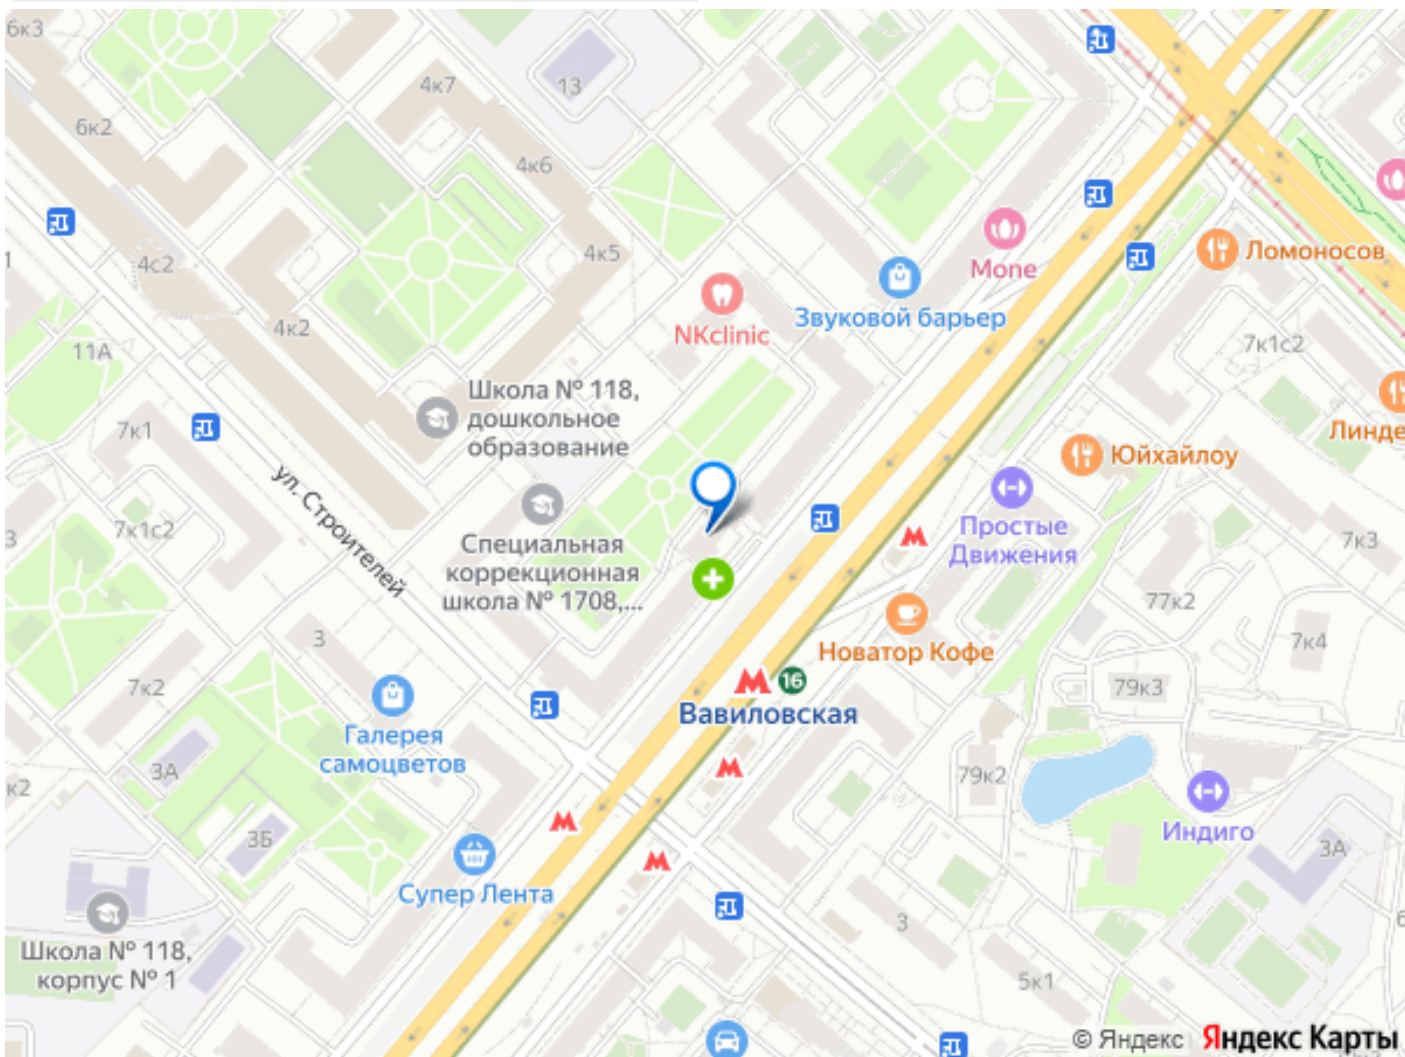 6к3
4к7
13
6к2
4к6
4к5
Mone
Ломоносов
1
4с2
Звуковой барьер
4к2
NKclinic
11А
7к1с2
Школа № 118,
дошкольное
образование
7к1
Линде
Юйхайлоу
ул. Строителей
7к1с2
3
Специальная
коррекционная
школа № 1708,...
Простые
Движения
7к3
77к2
3
Новатор Кофе
7к4
16
79к3
7к2
Вавиловская
Галерея
самоцветов
3А
79к2
к2
Индиго
3Б
3А
Супер Лента
3
6
Школа № 118,
корпус № 1
5к1
© Яндекс Яндекс Карты